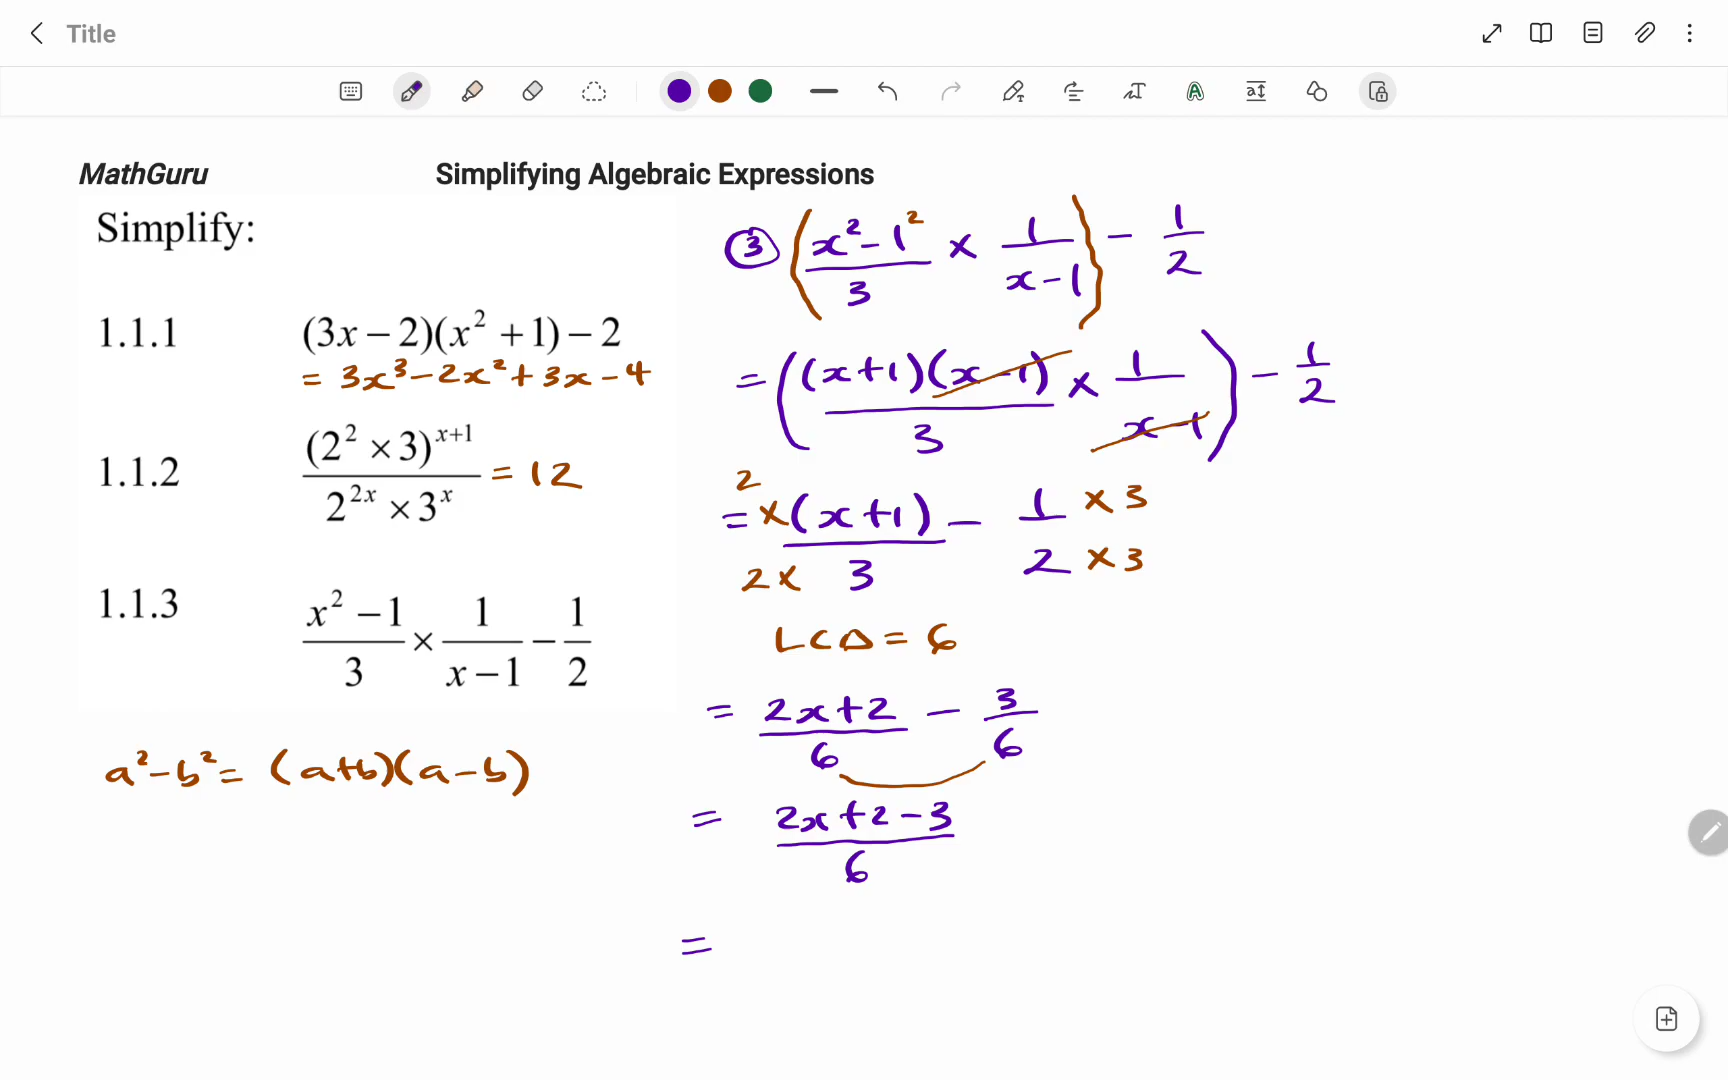 Title
MathGuru Simplifying Algebraic Expressions
Simplify:
1.1.1 (3x − 2)(x² + 1) − 2
= 3x³ − 2x² + 3x − 4
1.1.2 (2² × 3)^(x+1) / (2^(2x) × 3^x) = 12
1.1.3 (x² − 1)/3 × 1/(x − 1) − 1/2
a² − b² = (a+b)(a−b)
③ ((x² − 1²)/3 × 1/(x−1)) − 1/2
= ((x+1)(x−1)/3 × 1/(x−1)) − 1/2
= 2×(x+1)/(2× 3) − (1 ×3)/(2 ×3)
LCD = 6
= (2x+2)/6 − 3/6
= (2x+2−3)/6
=